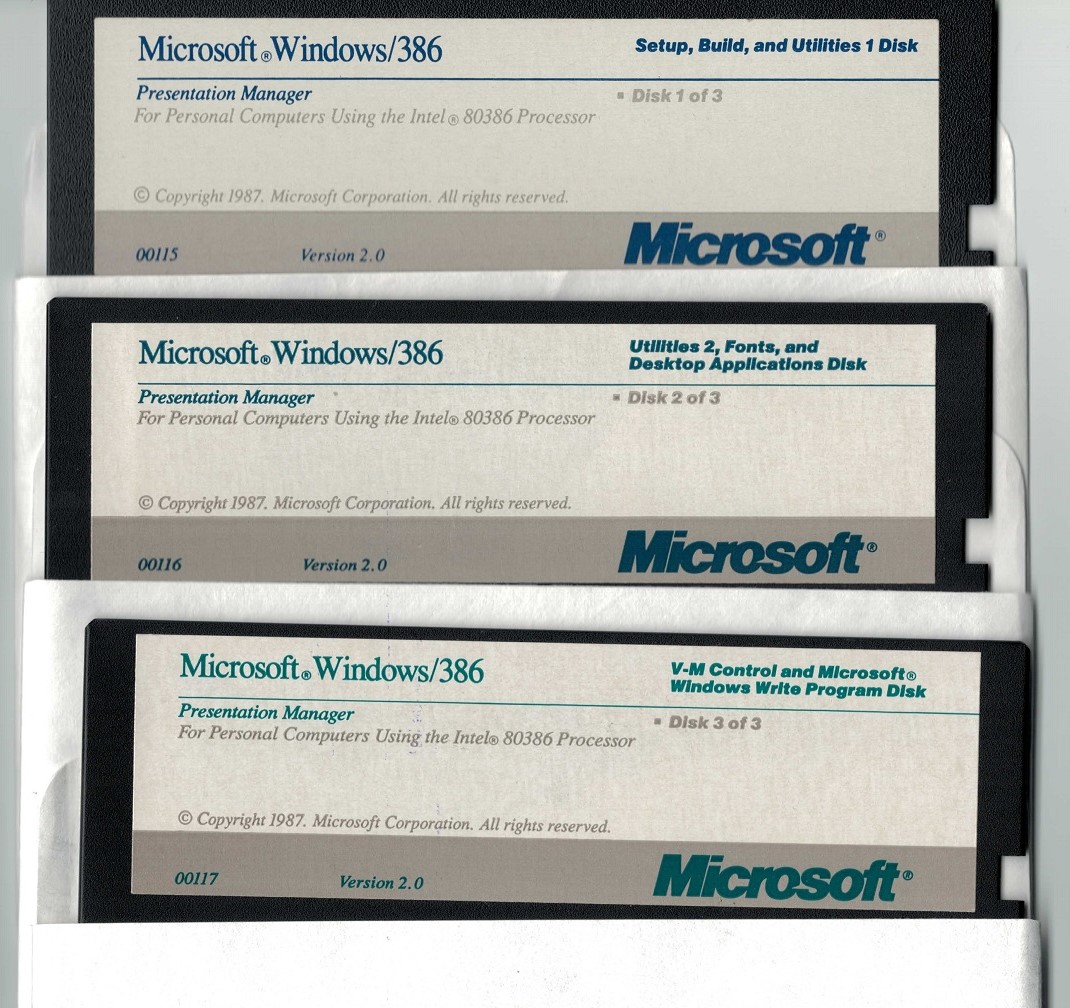 Microsoft® Windows/386
Setup, Build, and Utilities 1 Disk
Presentation Manager
▪ Disk 1 of 3
For Personal Computers Using the Intel® 80386 Processor
© Copyright 1987. Microsoft Corporation. All rights reserved.
00115 Version 2.0
Microsoft®
Microsoft® Windows/386
Utilities 2, Fonts, and
Desktop Applications Disk
Presentation Manager
▪ Disk 2 of 3
For Personal Computers Using the Intel® 80386 Processor
© Copyright 1987. Microsoft Corporation. All rights reserved.
00116 Version 2.0
Microsoft®
Microsoft® Windows/386
V-M Control and Microsoft®
Windows Write Program Disk
Presentation Manager
▪ Disk 3 of 3
For Personal Computers Using the Intel® 80386 Processor
© Copyright 1987. Microsoft Corporation. All rights reserved.
00117 Version 2.0
Microsoft®